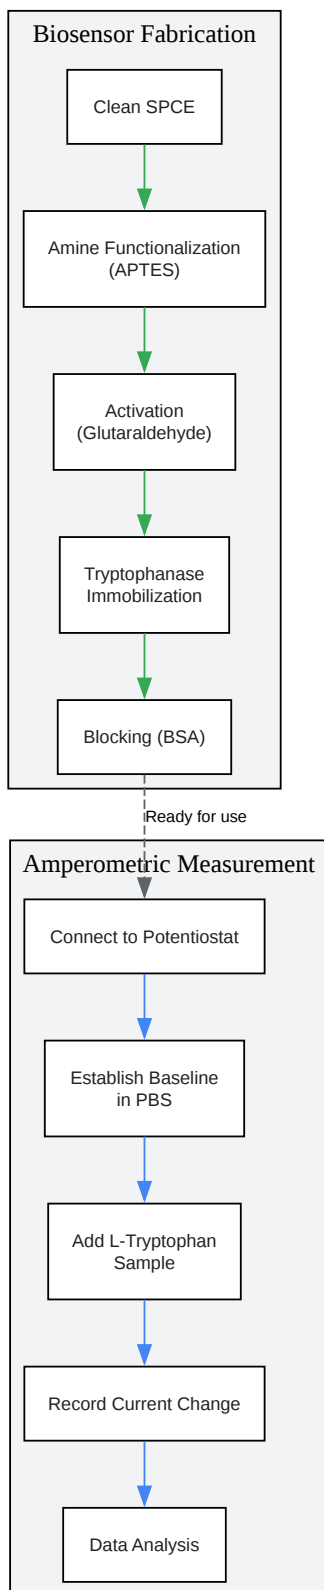 Biosensor Fabrication
Clean SPCE
Amine Functionalization
(APTES)
Activation
(Glutaraldehyde)
Tryptophanase
Immobilization
Blocking (BSA)
Ready for use
Amperometric Measurement
Connect to Potentiostat
Establish Baseline
in PBS
Add L-Tryptophan
Sample
Record Current Change
Data Analysis